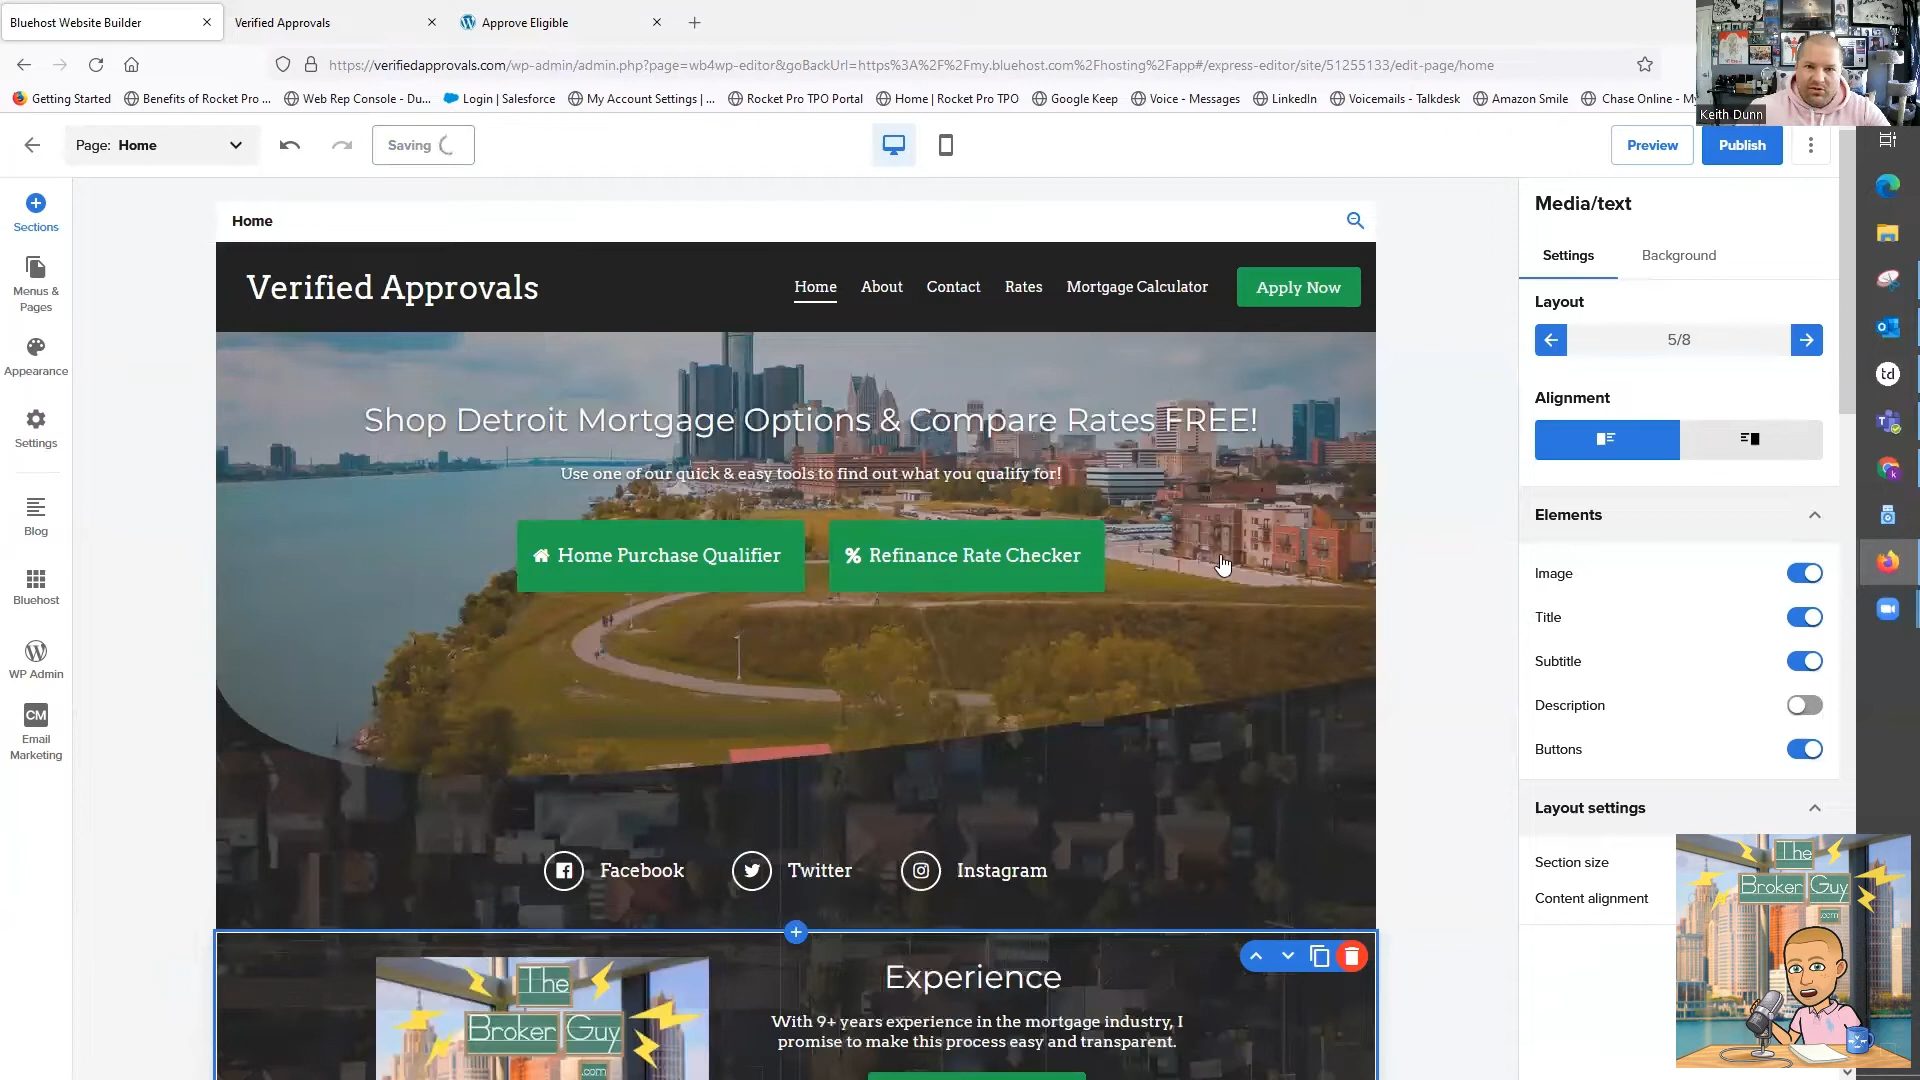 Bluehost Website Builder
Verified Approvals
Approve Eligible
https://verifiedapprovals.com/wp-admin/admin.php?page=wb4wp-editor&goBackUrl=https%3A%2F%2Fmy.bluehost.com%2Fhosting%2Fapp#/express-editor/site/51255133/edit-page/home
Getting Started
Benefits of Rocket Pro ...
Web Rep Console - Du...
Login | Salesforce
My Account Settings | ...
Rocket Pro TPO Portal
Home | Rocket Pro TPO
Google Keep
Voice - Messages
LinkedIn
Voicemails - Talkdesk
Amazon Smile
Chase Online - M
Keith Dunn
Page: Home
Saving
Preview
Publish
Sections
Menus &
Pages
Appearance
Settings
Blog
Bluehost
WP Admin
CM
Email
Marketing
Home
Verified Approvals
Home
About
Contact
Rates
Mortgage Calculator
Apply Now
Shop Detroit Mortgage Options & Compare Rates FREE!
Use one of our quick & easy tools to find out what you qualify for!
Home Purchase Qualifier
% Refinance Rate Checker
Facebook
Twitter
Instagram
The
Broker Guy
.com
Experience
With 9+ years experience in the mortgage industry, I
promise to make this process easy and transparent.
Media/text
Settings
Background
Layout
5/8
Alignment
Elements
Image
Title
Subtitle
Description
Buttons
Layout settings
Section size
Content alignment
td
The
Broker Guy
.com